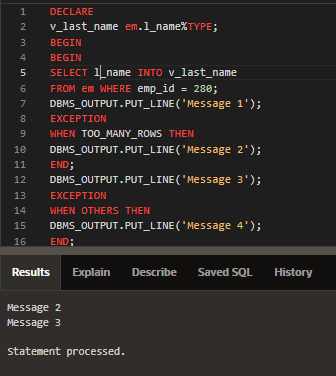 1 DECLARE
2 v_last_name em.l_name%TYPE;
3 BEGIN
4 BEGIN
5 SELECT l_name INTO v_last_name
6 FROM em WHERE emp_id = 280;
7 DBMS_OUTPUT.PUT_LINE('Message 1');
8 EXCEPTION
9 WHEN TOO_MANY_ROWS THEN
10 DBMS_OUTPUT.PUT_LINE('Message 2');
11 END;
12 DBMS_OUTPUT.PUT_LINE('Message 3');
13 EXCEPTION
14 WHEN OTHERS THEN
15 DBMS_OUTPUT.PUT_LINE('Message 4');
16 END;
Results Explain Describe Saved SQL History
Message 2
Message 3
Statement processed.